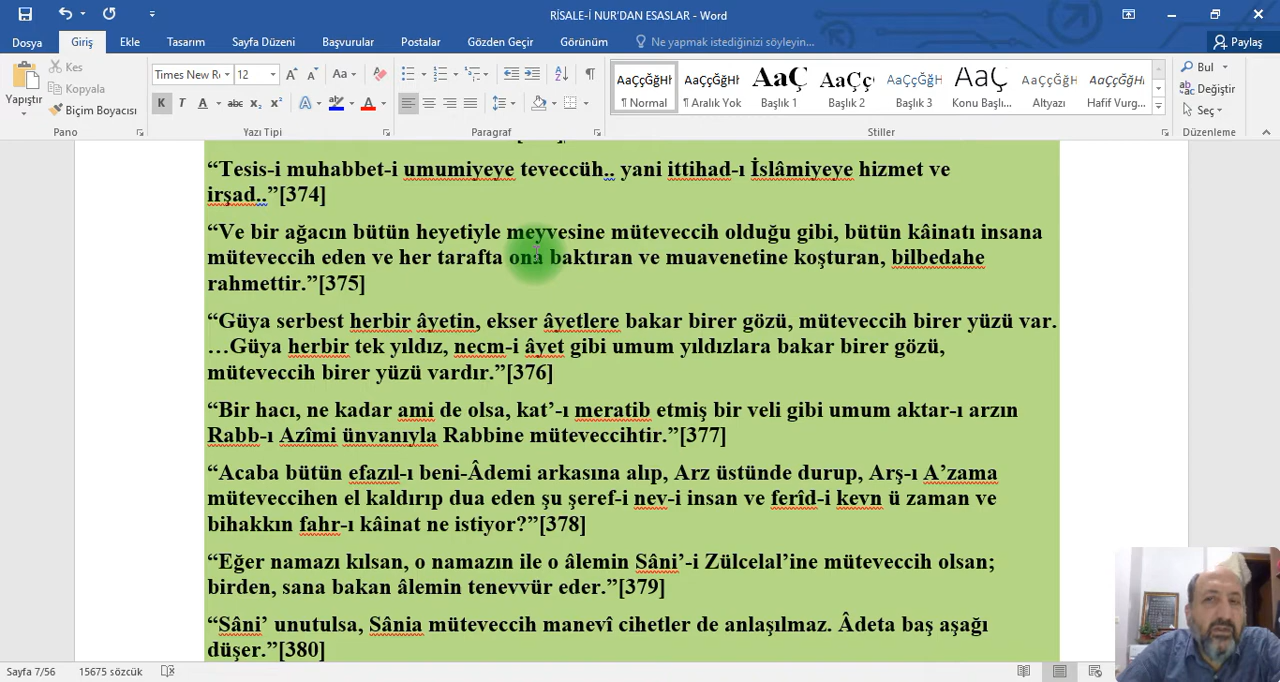 RİSALE-İ NUR'DAN ESASLAR - Word
Dosya Giriş Ekle Tasarım Sayfa Düzeni Başvurular Postalar Gözden Geçir Görünüm Ne yapmak istediğinizi söyleyin... Paylaş
Yapıştır
Kes
Kopyala
Biçim Boyacısı
Times New Ro 12
K T A abc x₂ x² A A
AaÇçĞğHł AaÇçĞğHł AaÇ AaÇçĞ AaÇçĞğH AaÇ AaÇçĞğH AaÇçĞğHł
¶ Normal ¶ Aralık Yok Başlık 1 Başlık 2 Başlık 3 Konu Başlı... Altyazı Hafif Vurg...
Bul
Değiştir
Seç
Pano Yazı Tipi Paragraf Stiller Düzenleme
“Tesis-i muhabbet-i umumiyeye teveccüh.. yani ittihad-ı İslâmiyeye hizmet ve
irşad..”[374]
“Ve bir ağacın bütün heyetiyle meyvesine müteveccih olduğu gibi, bütün kâinatı insana
müteveccih eden ve her tarafta ona baktıran ve muavenetine koşturan, bilbedahe
rahmettir.”[375]
“Güya serbest herbir âyetin, ekser âyetlere bakar birer gözü, müteveccih birer yüzü var.
…Güya herbir tek yıldız, necm-i âyet gibi umum yıldızlara bakar birer gözü,
müteveccih birer yüzü vardır.”[376]
“Bir hacı, ne kadar ami de olsa, kat’-ı meratib etmiş bir veli gibi umum aktar-ı arzın
Rabb-ı Azîmi ünvanıyla Rabbine müteveccihtir.”[377]
“Acaba bütün efazıl-ı beni-Âdemi arkasına alıp, Arz üstünde durup, Arş-ı A’zama
müteveccihen el kaldırıp dua eden şu şeref-i nev-i insan ve ferîd-i kevn ü zaman ve
bihakkın fahr-ı kâinat ne istiyor?”[378]
“Eğer namazı kılsan, o namazın ile o âlemin Sâni’-i Zülcelal’ine müteveccih olsan;
birden, sana bakan âlemin tenevvür eder.”[379]
“Sâni’ unutulsa, Sânia müteveccih manevî cihetler de anlaşılmaz. Âdeta baş aşağı
düşer.”[380]
Sayfa 7/56 15675 sözcük